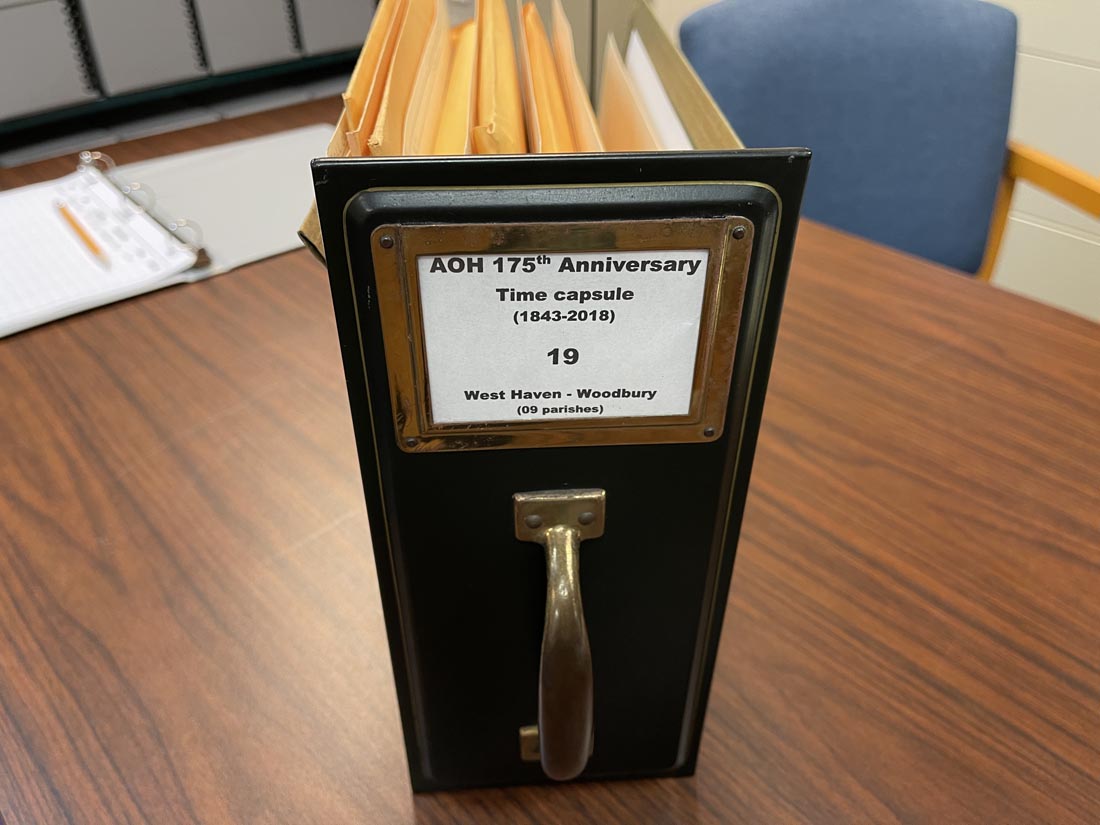 AOH 175th Anniversary
Time capsule
(1843-2018)
19
West Haven - Woodbury
(09 parishes)